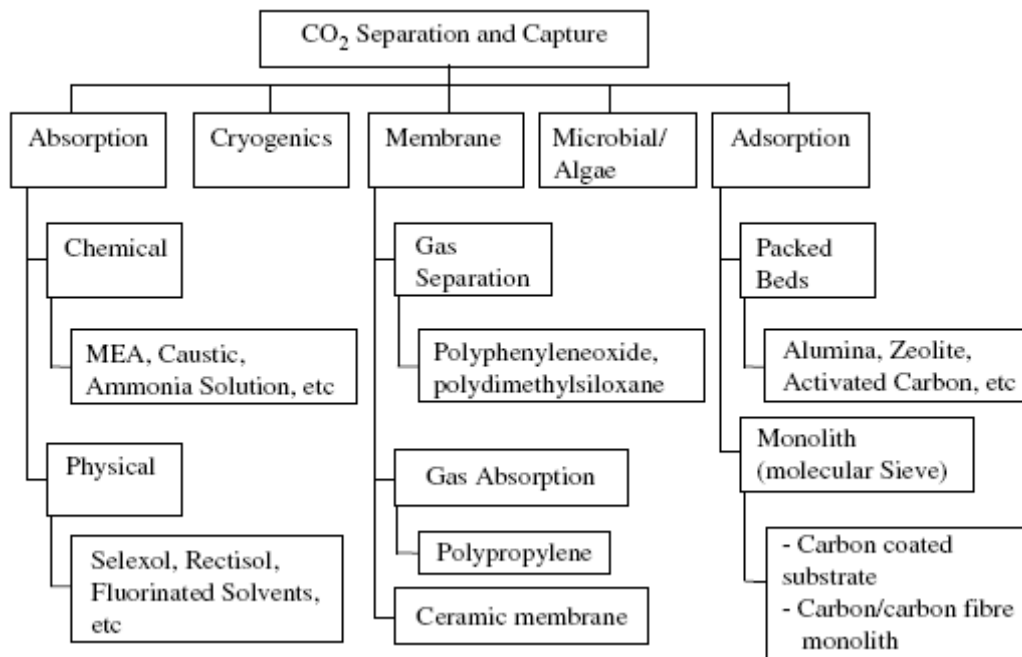 CO2 Separation and Capture
Absorption
Cryogenics
Membrane
Microbial/
Algae
Adsorption
Chemical
MEA, Caustic,
Ammonia Solution, etc
Physical
Selexol, Rectisol,
Fluorinated Solvents,
etc
Gas
Separation
Polyphenyleneoxide,
polydimethylsiloxane
Gas Absorption
Polypropylene
Ceramic membrane
Packed
Beds
Alumina, Zeolite,
Activated Carbon, etc
Monolith
(molecular Sieve)
- Carbon coated
substrate
- Carbon/carbon fibre
monolith